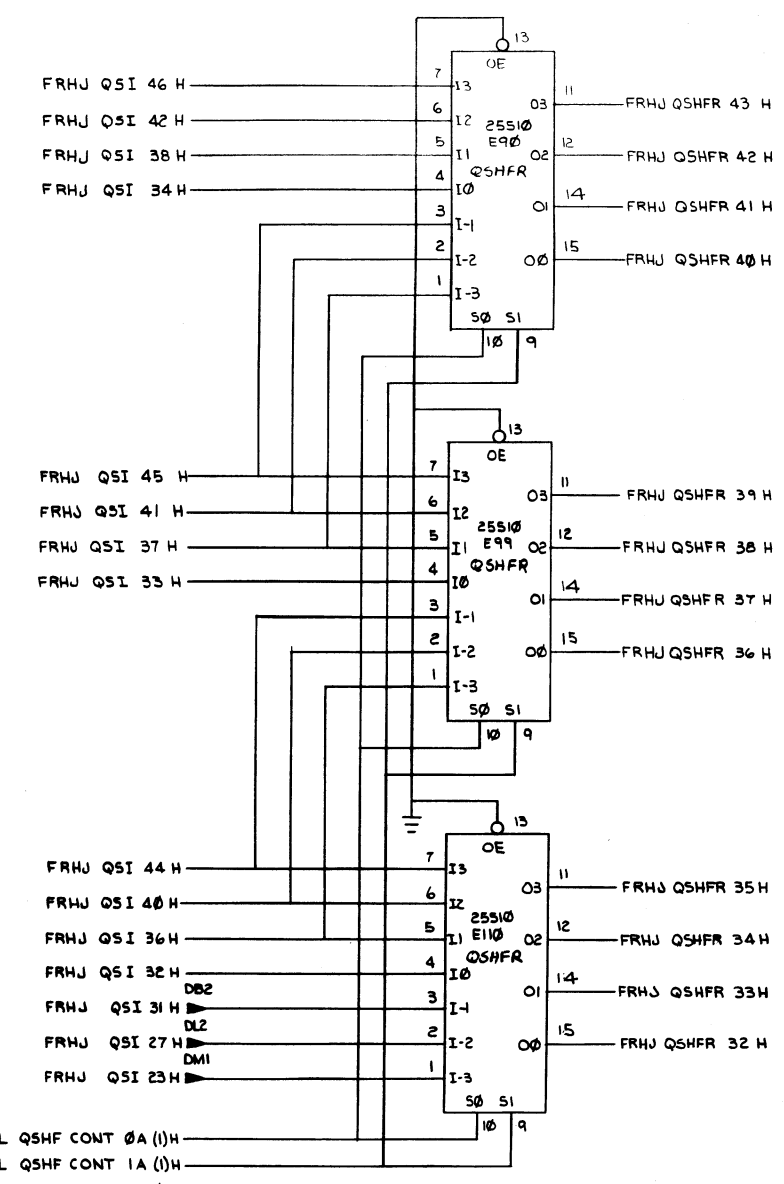 13
OE
FRHJ QSI 46 H 7 I3 11
O3 FRHJ QSHFR 43 H
FRHJ QSI 42 H 6 I2
25S1Ø
E9Ø
QSHFR
FRHJ QSI 38 H 5 I1 O2 12 FRHJ QSHFR 42 H
FRHJ QSI 34 H 4 IØ
3 I-1 O1 14 FRHJ QSHFR 41 H
2 I-2 OØ 15 FRHJ QSHFR 4Ø H
1 I-3
SØ S1
1Ø 9
13
OE
FRHJ QSI 45 H 7 I3 11
O3 FRHJ QSHFR 39 H
FRHJ QSI 41 H 6 I2
25S1Ø
E99
QSHFR
FRHJ QSI 37 H 5 I1 O2 12 FRHJ QSHFR 38 H
FRHJ QSI 33 H 4 IØ
O1 14 FRHJ QSHFR 37 H
3 I-1
2 I-2 OØ 15 FRHJ QSHFR 36 H
1 I-3
SØ S1
1Ø 9
13
OE
FRHJ QSI 44 H 7 I3 11
O3 FRHJ QSHFR 35 H
FRHJ QSI 4Ø H 6 I2
25S1Ø
E11Ø
QSHFR
FRHJ QSI 36 H 5 I1 O2 12 FRHJ QSHFR 34 H
FRHJ QSI 32 H 4 IØ
DB2
O1 14 FRHJ QSHFR 33 H
FRHJ QSI 31 H 3 I-1
DL2
FRHJ QSI 27 H 2 I-2 OØ 15 FRHJ QSHFR 32 H
DM1
FRHJ QSI 23 H 1 I-3
SØ S1
1Ø 9
L QSHF CONT ØA (1) H
L QSHF CONT 1A (1) H